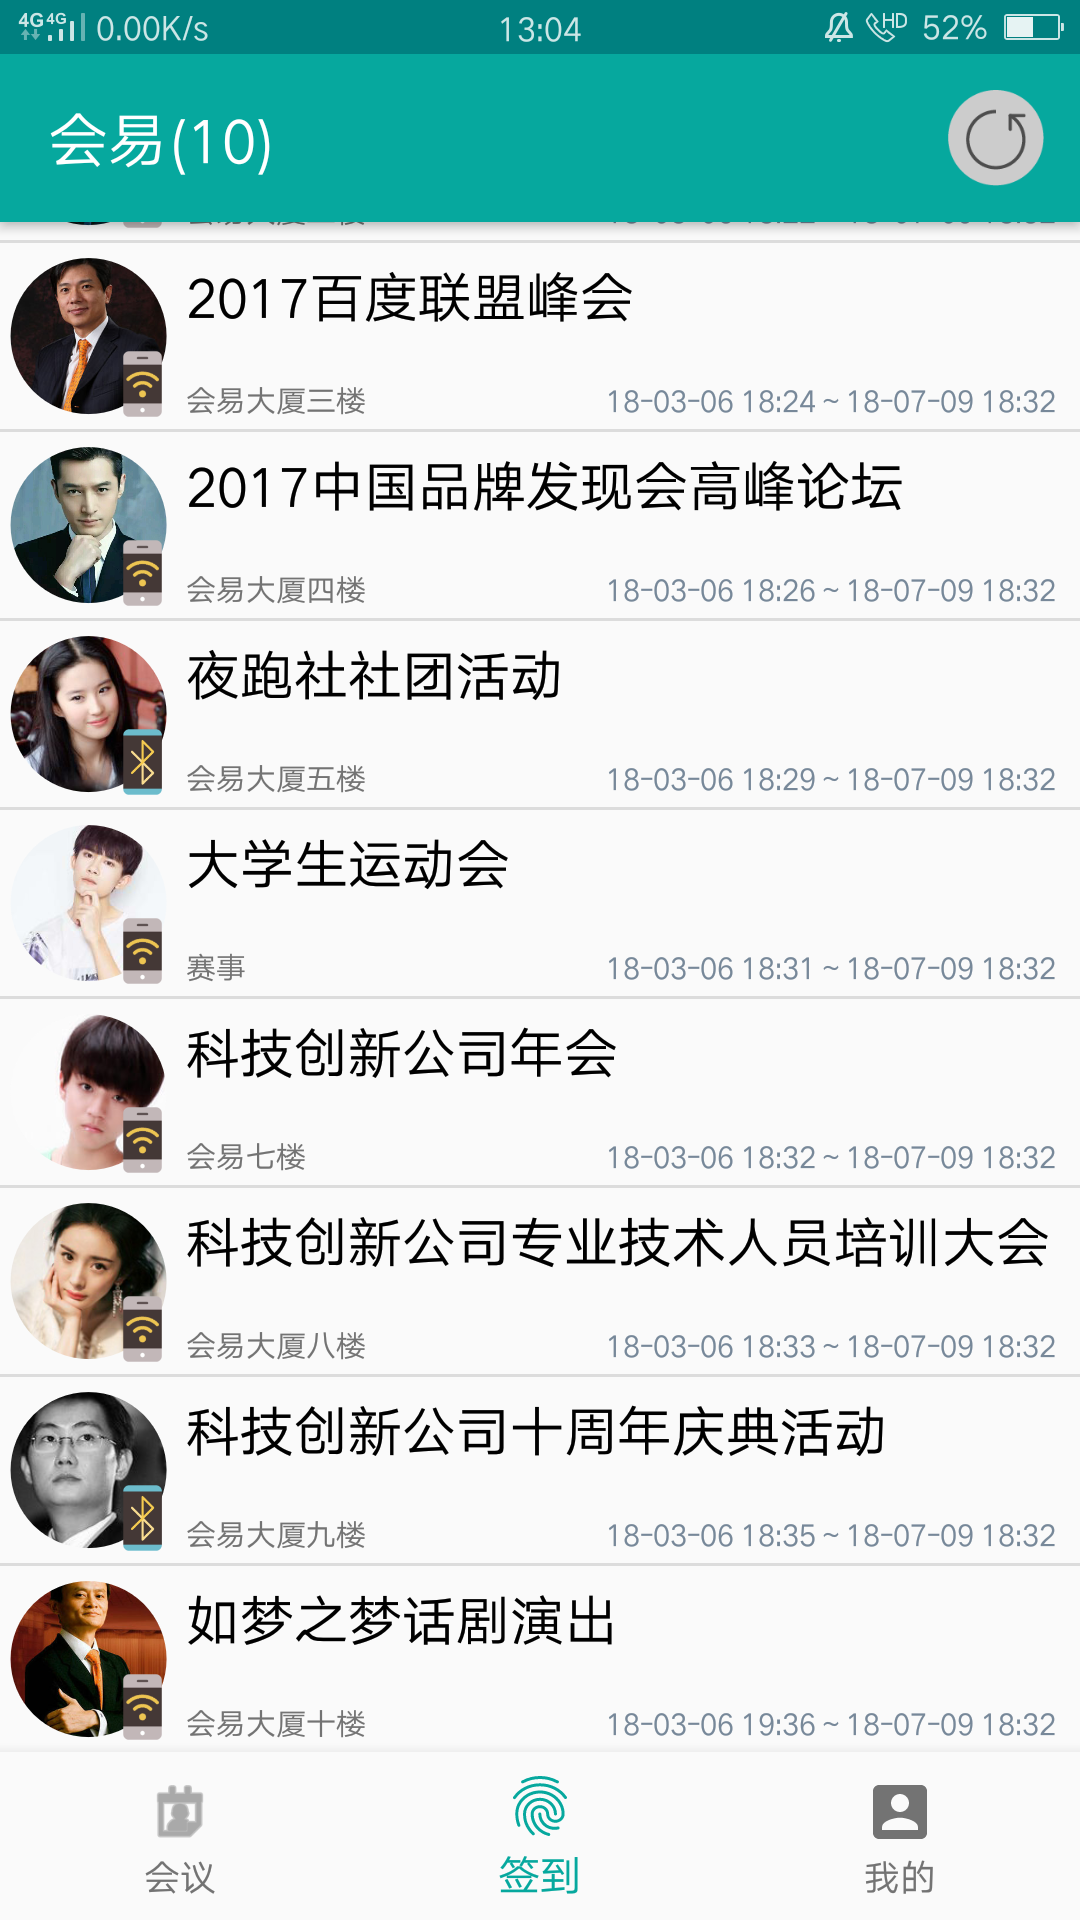 4G 4G 0.00K/s 13:04 HD 52%
会易(10)
2017百度联盟峰会
会易大厦三楼 18-03-06 18:24 ~ 18-07-09 18:32
2017中国品牌发现会高峰论坛
会易大厦四楼 18-03-06 18:26 ~ 18-07-09 18:32
夜跑社社团活动
会易大厦五楼 18-03-06 18:29 ~ 18-07-09 18:32
大学生运动会
赛事 18-03-06 18:31 ~ 18-07-09 18:32
科技创新公司年会
会易七楼 18-03-06 18:32 ~ 18-07-09 18:32
科技创新公司专业技术人员培训大会
会易大厦八楼 18-03-06 18:33 ~ 18-07-09 18:32
科技创新公司十周年庆典活动
会易大厦九楼 18-03-06 18:35 ~ 18-07-09 18:32
如梦之梦话剧演出
会易大厦十楼 18-03-06 19:36 ~ 18-07-09 18:32
会议 签到 我的